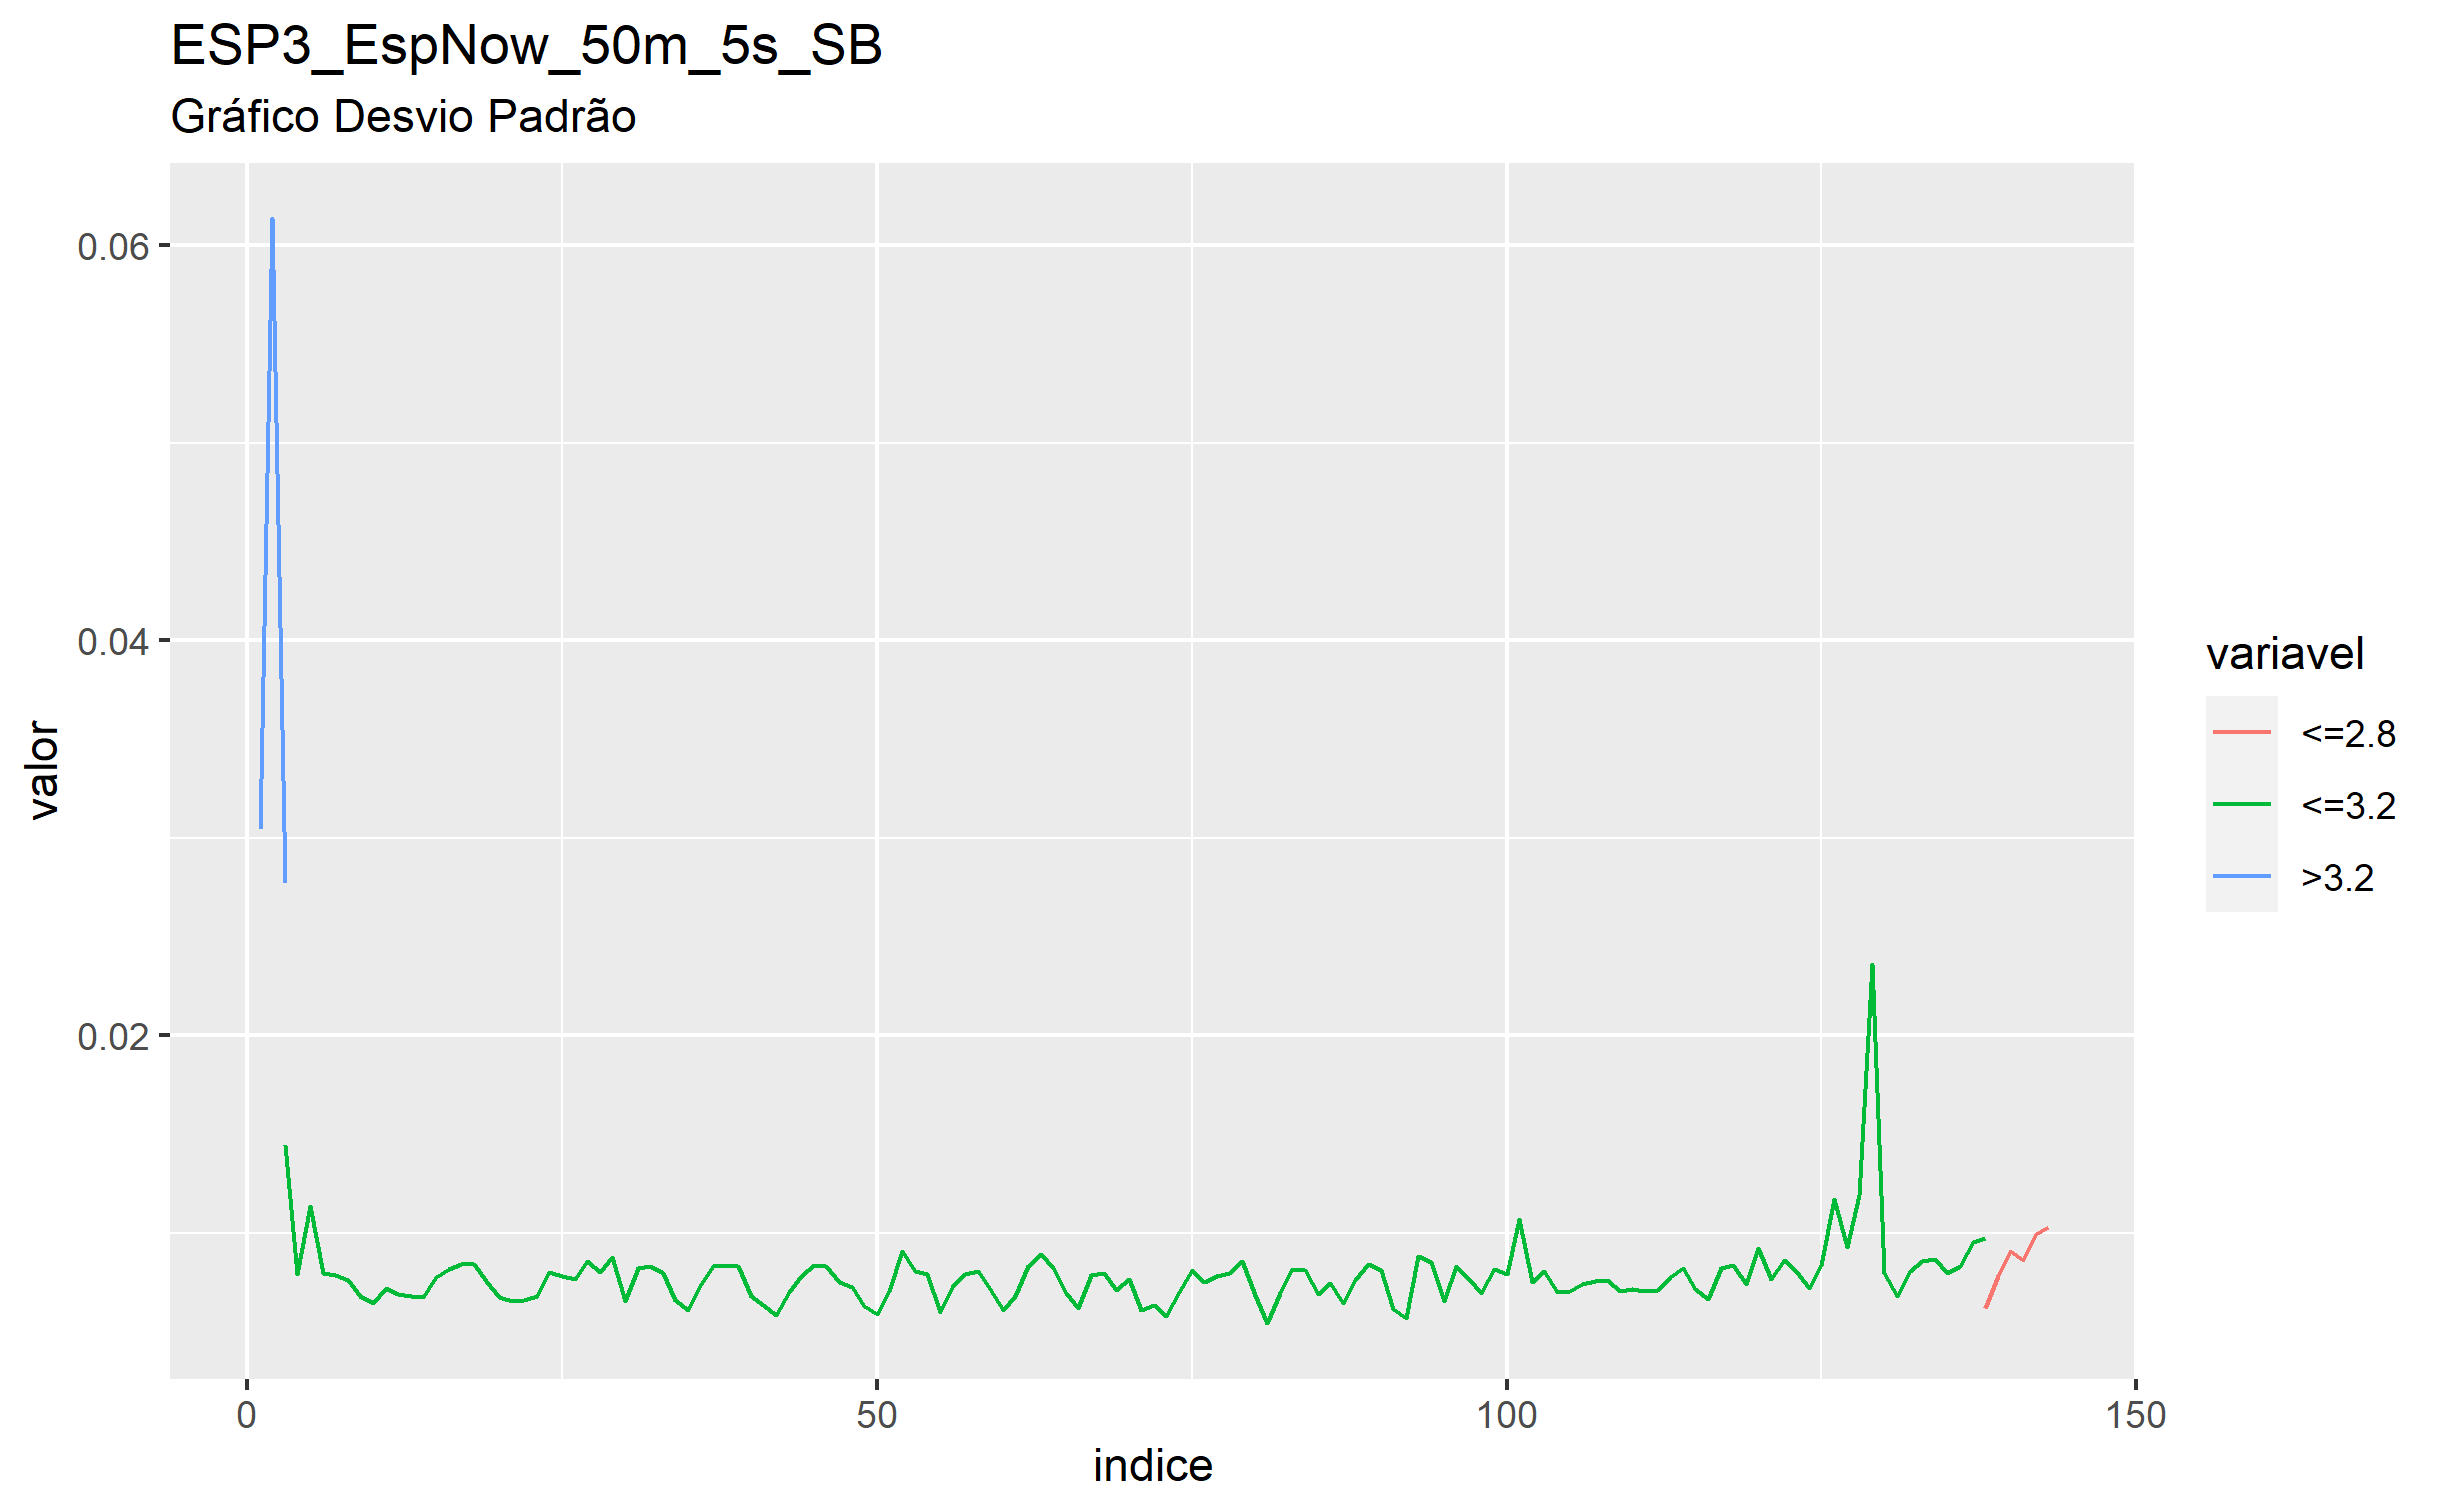 ESP3_EspNow_50m_5s_SB
Gráfico Desvio Padrão
0.06
0.04
0.02
valor
0
50
100
150
indice
variavel
<=2.8
<=3.2
>3.2